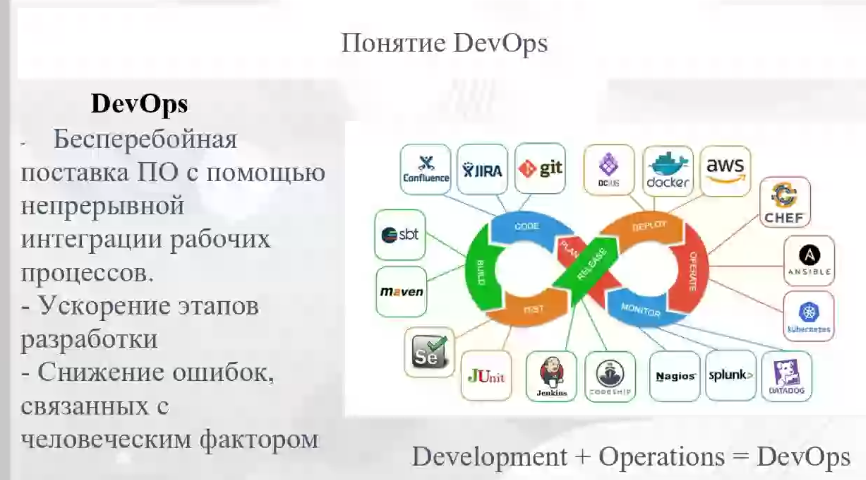 Понятие DevOps
DevOps
- Бесперебойная
поставка ПО с помощью
непрерывной
интеграции рабочих
процессов.
- Ускорение этапов
разработки
- Снижение ошибок,
связанных с
человеческим фактором
Confluence
JIRA
git
DC/OS
docker
aws
CHEF
sbt
CODE
DEPLOY
PLAN
RELEASE
BUILD
OPERATE
ANSIBLE
maven
TEST
MONITOR
kubernetes
Se
JUnit
Jenkins
CODESHIP
Nagios
splunk>
DATADOG
Development + Operations = DevOps